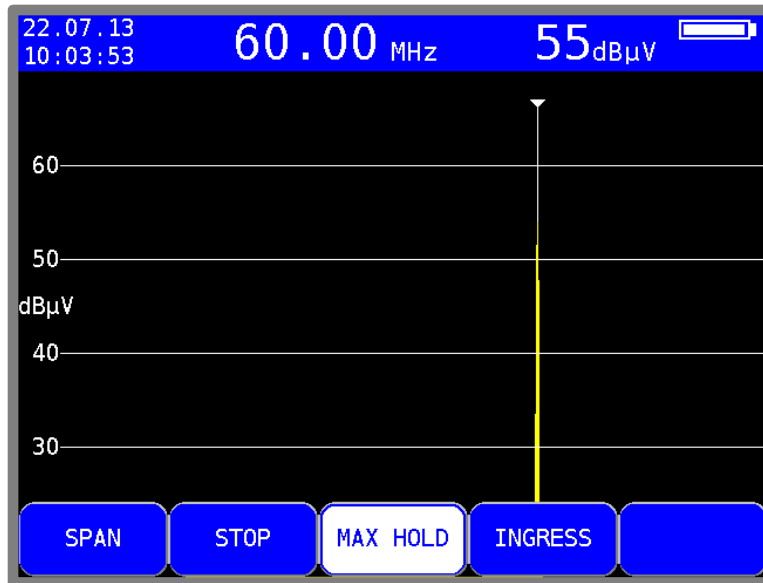 22.07.13
10:03:53
60.00 MHz
55dBµV
60
50
dBµV
40
30
SPAN
STOP
MAX HOLD
INGRESS